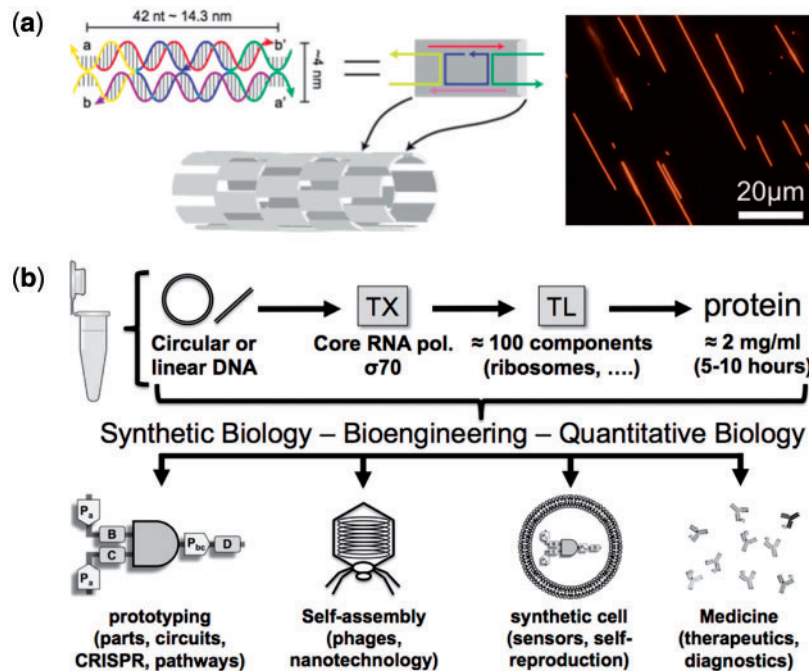 (a)
42 nt ~ 14.3 nm
a
b'
~4 nm
b
a'
20μm
(b)
Circular or
linear DNA
TX
Core RNA pol.
σ70
TL
≈ 100 components
(ribosomes, ....)
protein
≈ 2 mg/ml
(5-10 hours)
Synthetic Biology – Bioengineering – Quantitative Biology
Pa
B
C
Pa
Pbc
D
prototyping
(parts, circuits,
CRISPR, pathways)
Self-assembly
(phages,
nanotechnology)
synthetic cell
(sensors, self-
reproduction)
Medicine
(therapeutics,
diagnostics)